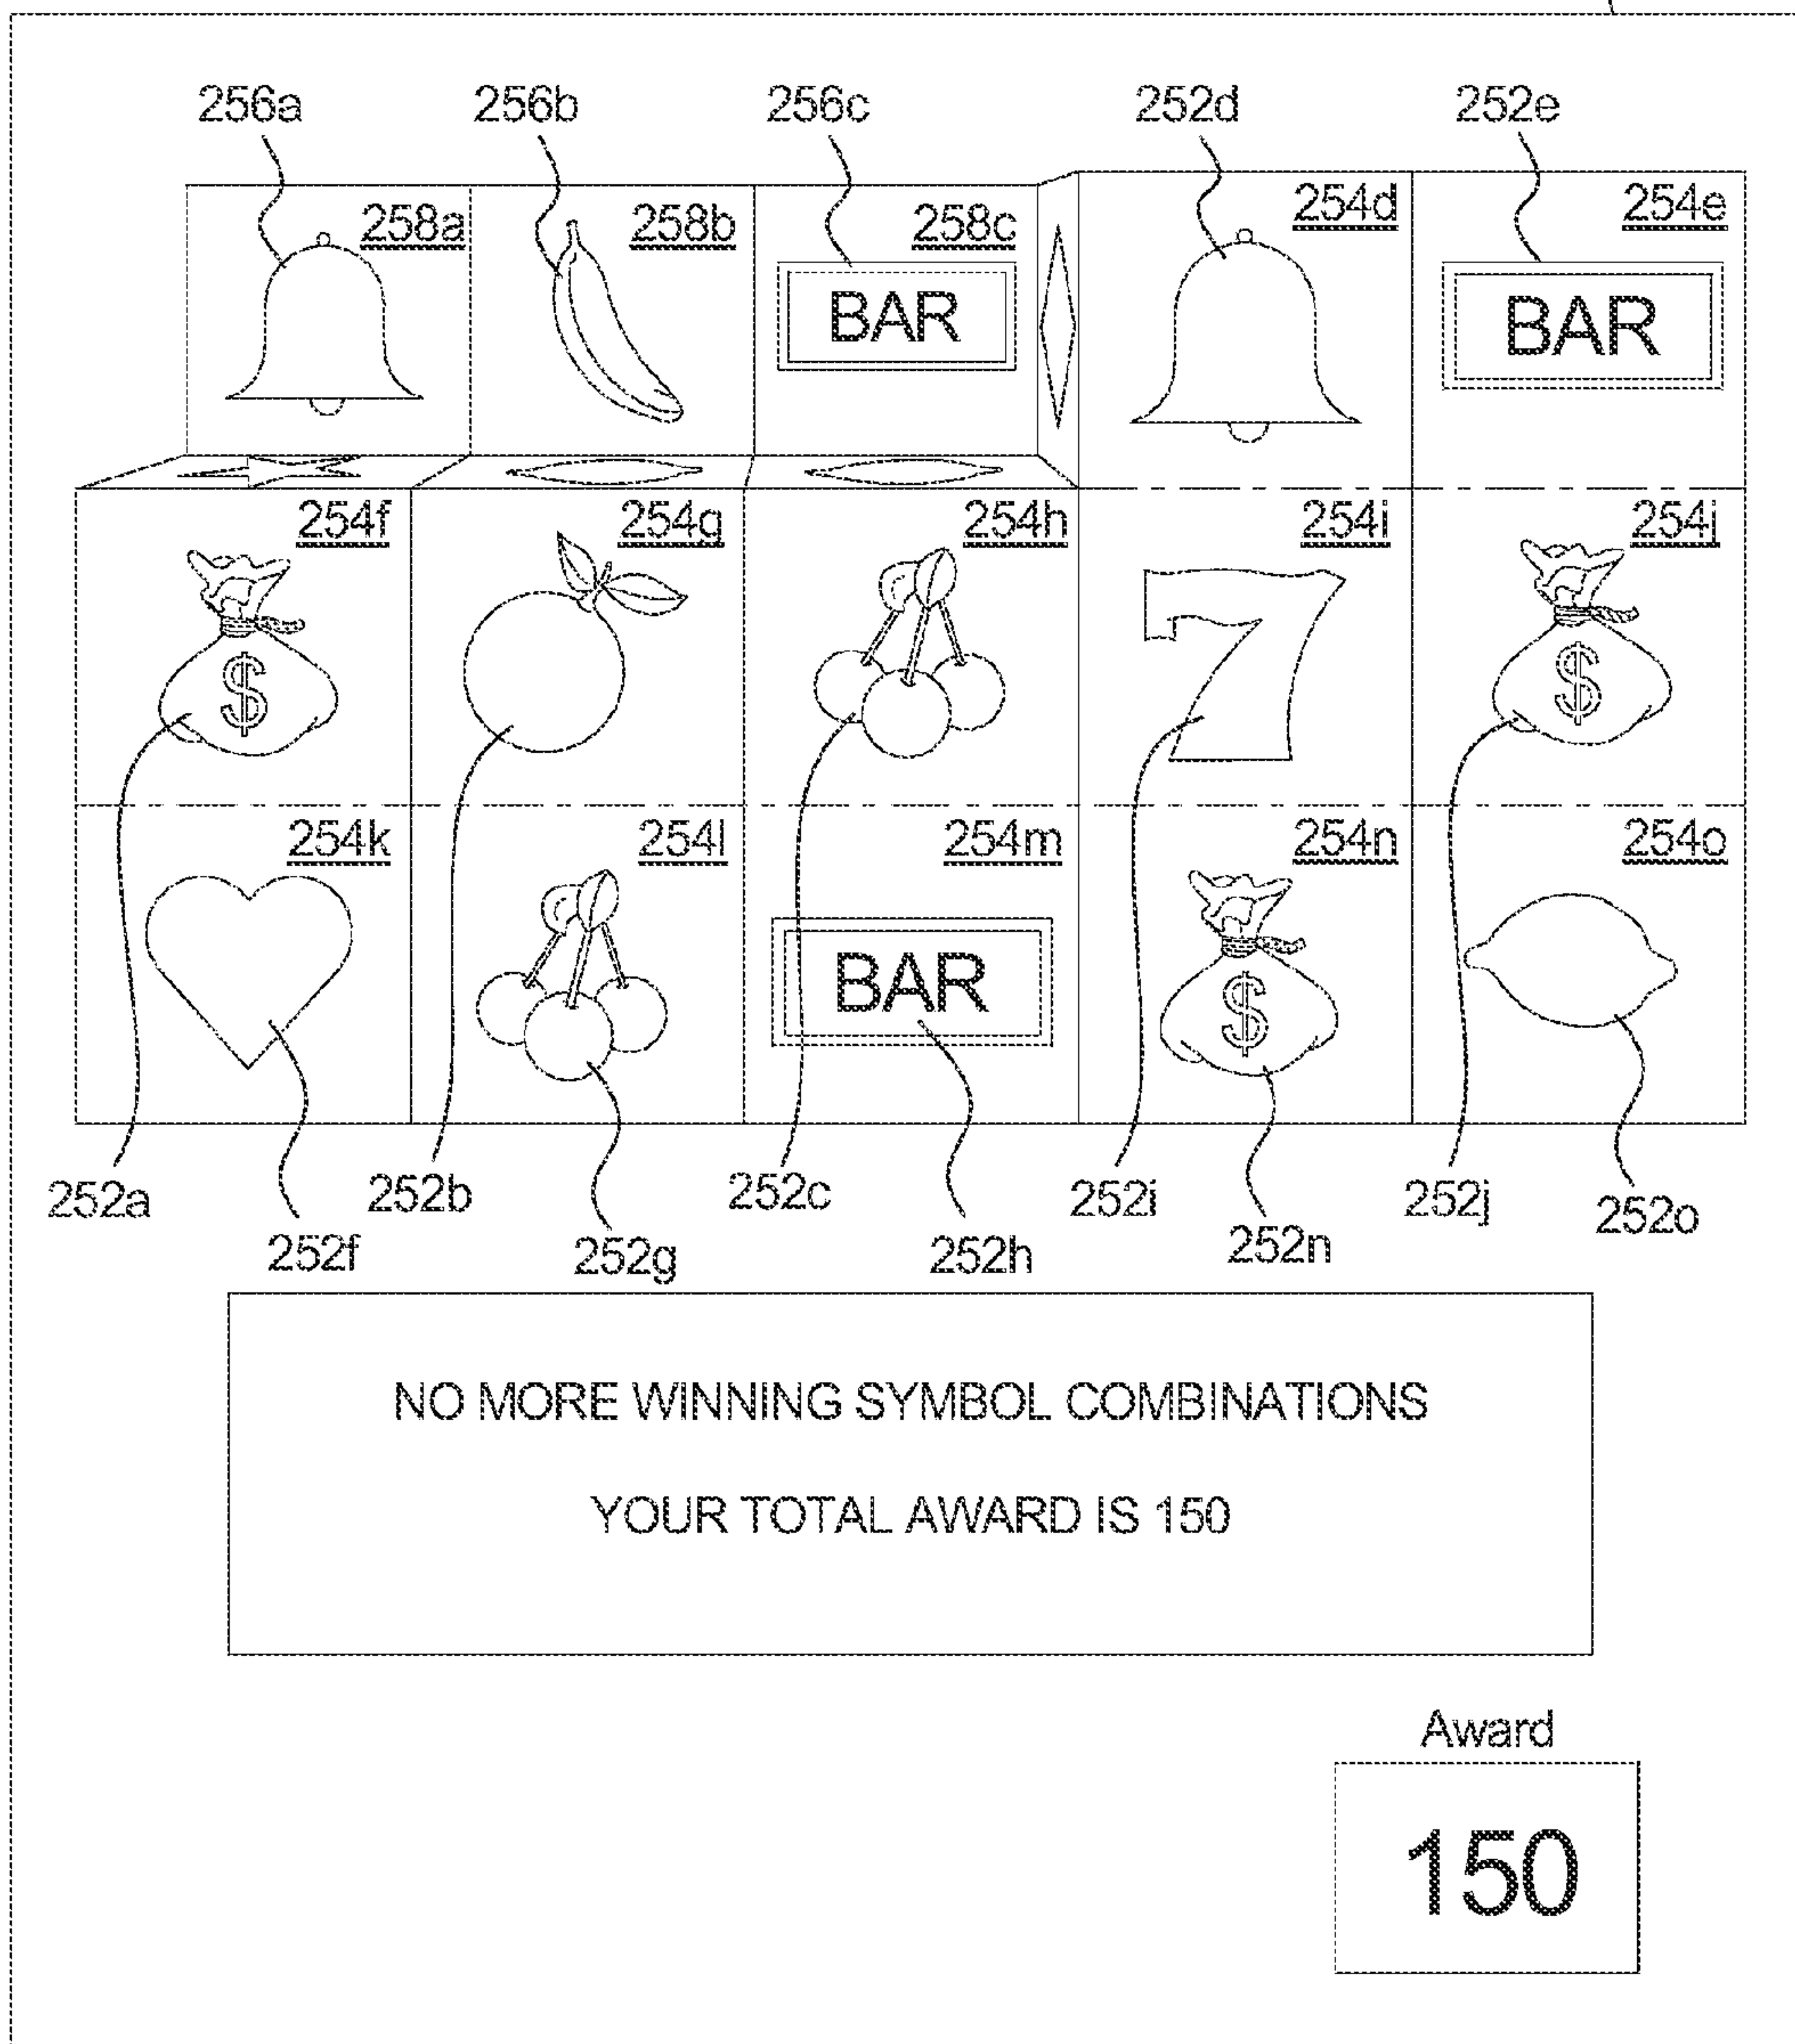 256a 256b 256c 252d 252e
258a 258b 258c 254d 254e
BAR BAR
254f 254g 254h 254i 254j
$ 7 $
254k 254l 254m 254n 254o
BAR $
252a 252b 252c 252i 252j 252o
252f 252g 252h 252n
NO MORE WINNING SYMBOL COMBINATIONS
YOUR TOTAL AWARD IS 150
Award
150